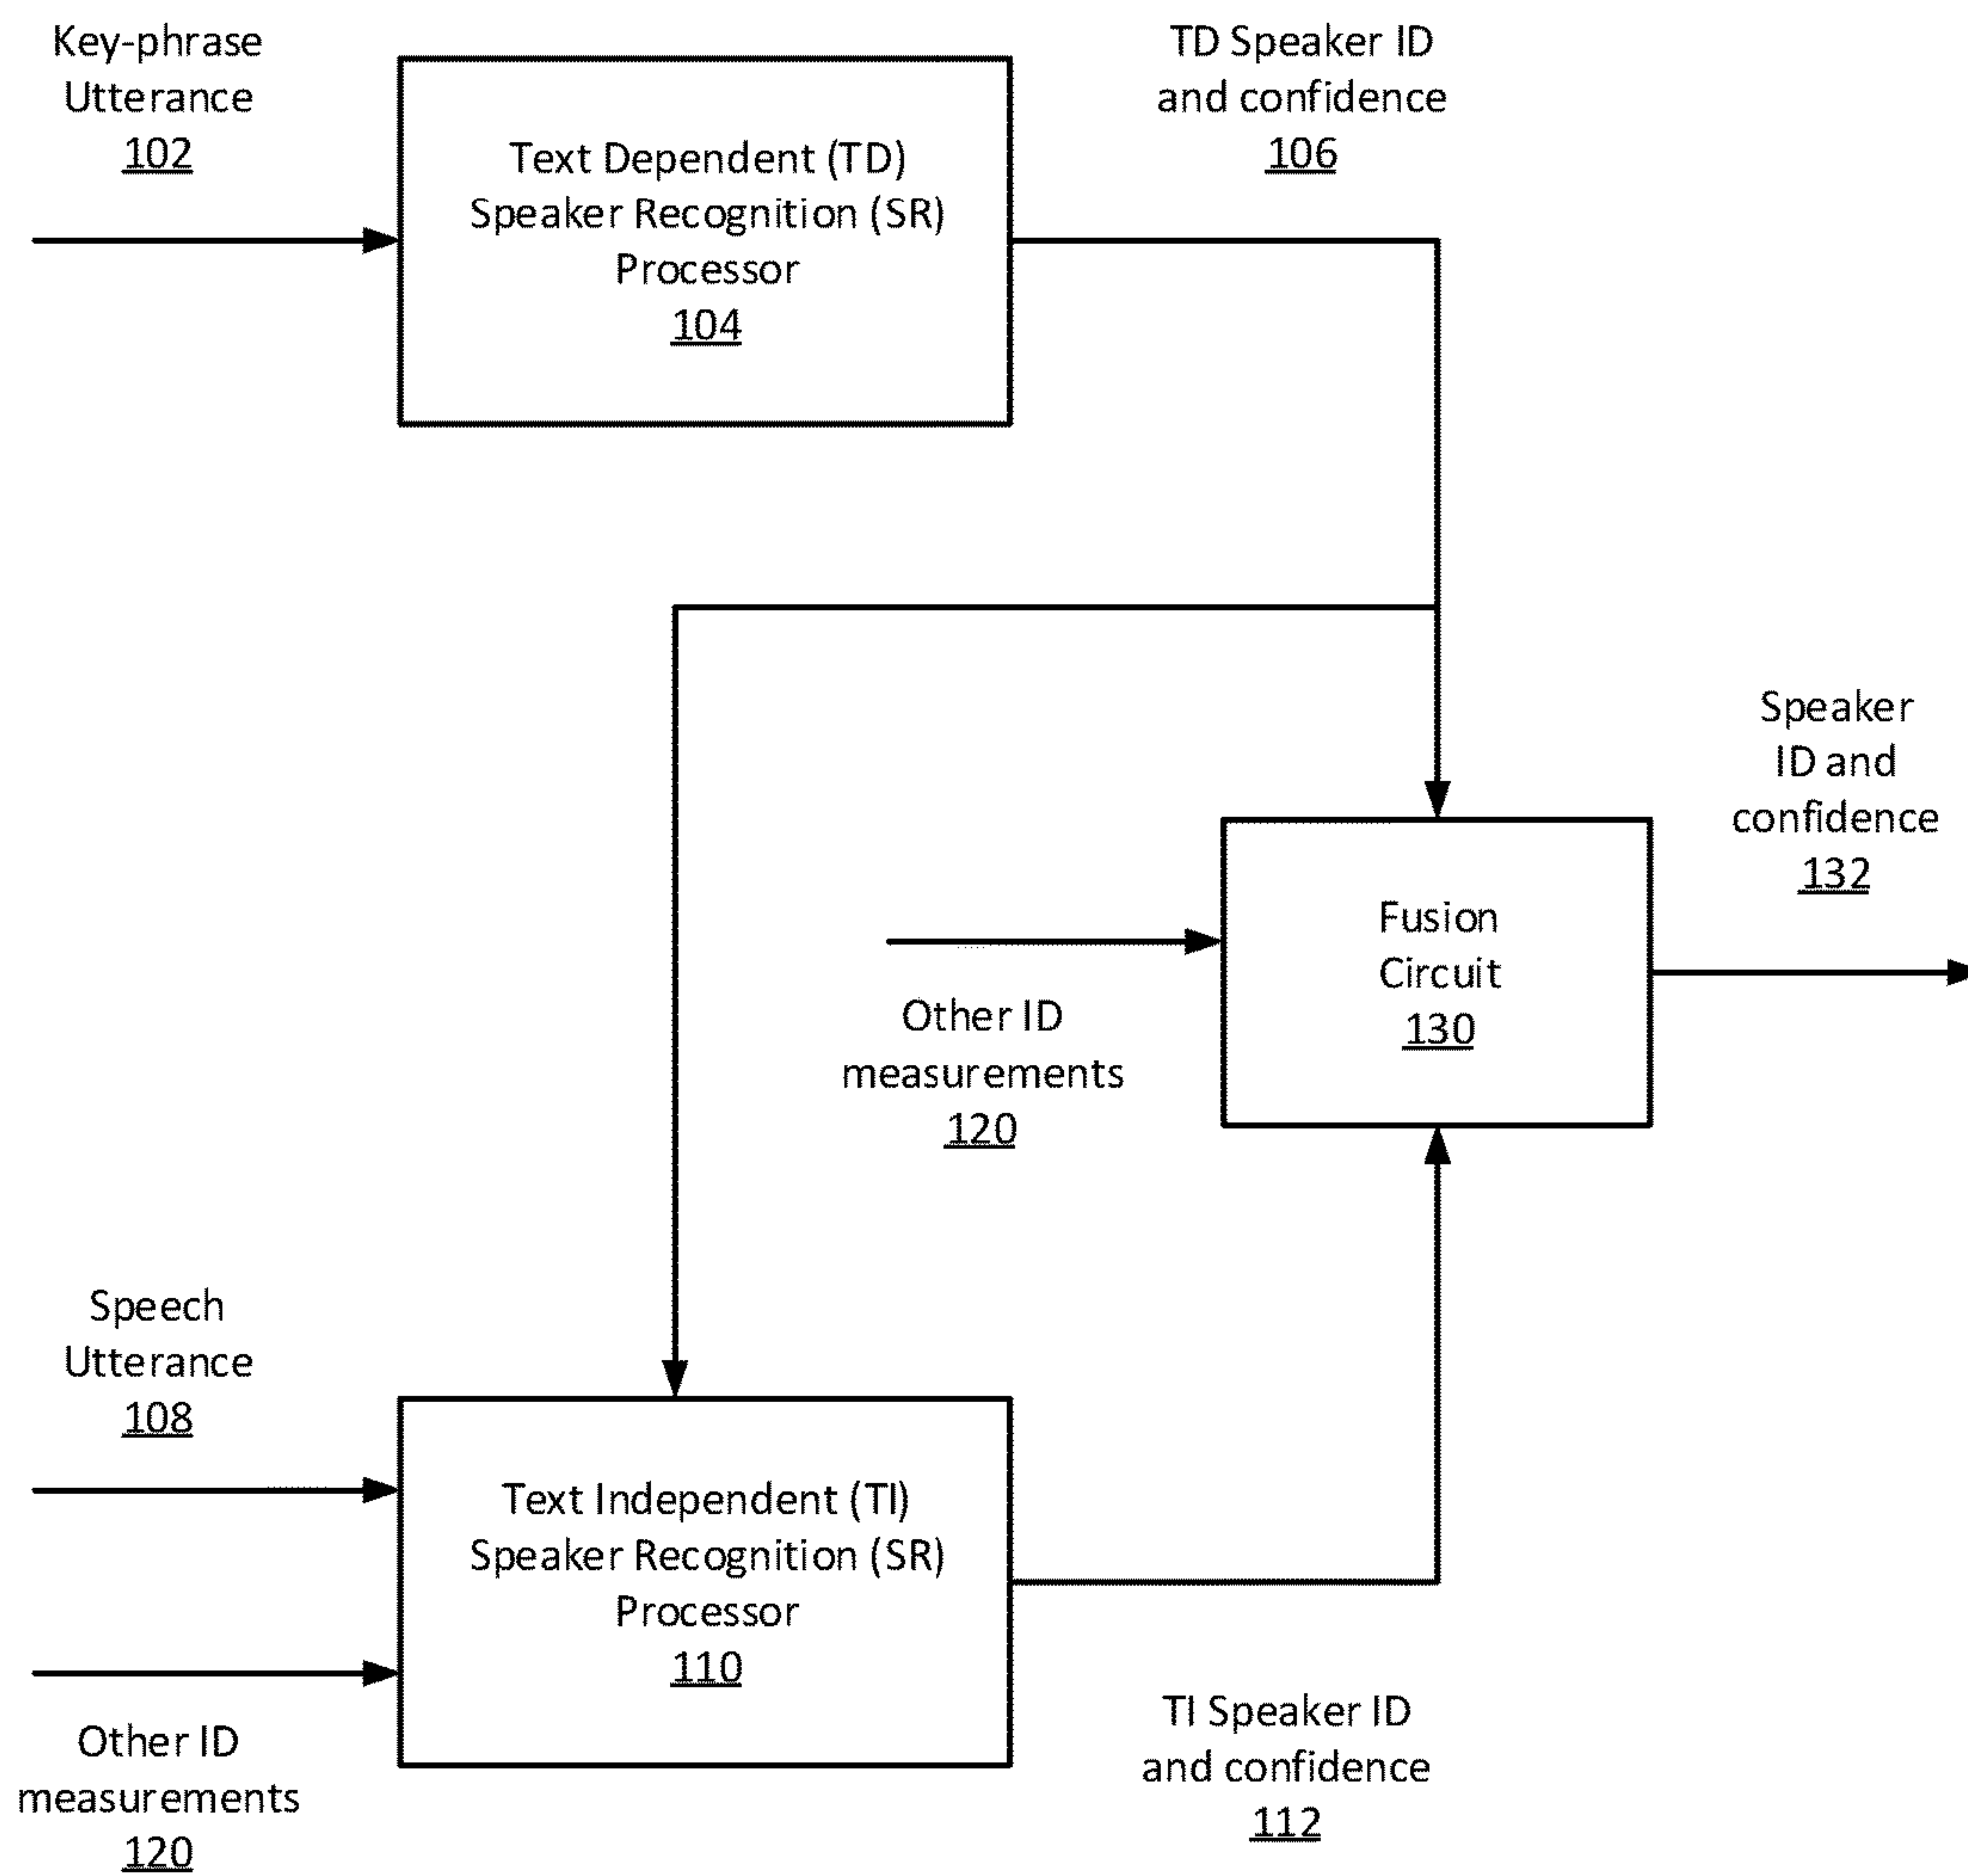 Key-phrase
Utterance
102
Text Dependent (TD)
Speaker Recognition (SR)
Processor
104
TD Speaker ID
and confidence
106
Speaker
ID and
confidence
132
Fusion
Circuit
130
Other ID
measurements
120
Speech
Utterance
108
Text Independent (TI)
Speaker Recognition (SR)
Processor
110
Other ID
measurements
120
TI Speaker ID
and confidence
112